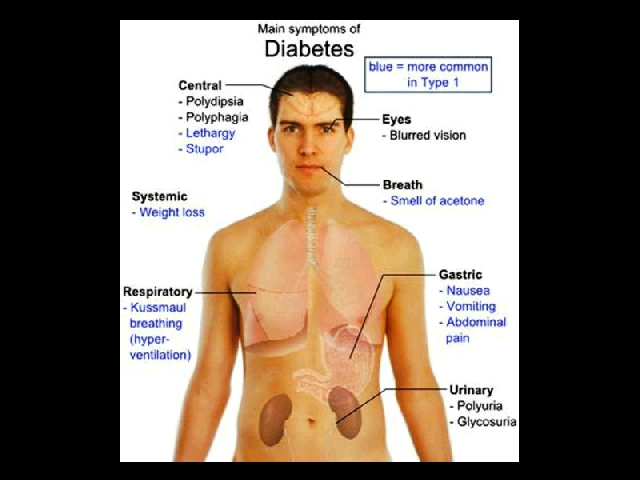 Main symptoms of
Diabetes
blue = more common
in Type 1
Central
- Polydipsia
- Polyphagia
- Lethargy
- Stupor
Eyes
- Blurred vision
Breath
- Smell of acetone
Systemic
- Weight loss
Respiratory
- Kussmaul
breathing
(hyper-
ventilation)
Gastric
- Nausea
- Vomiting
- Abdominal
pain
Urinary
- Polyuria
- Glycosuria